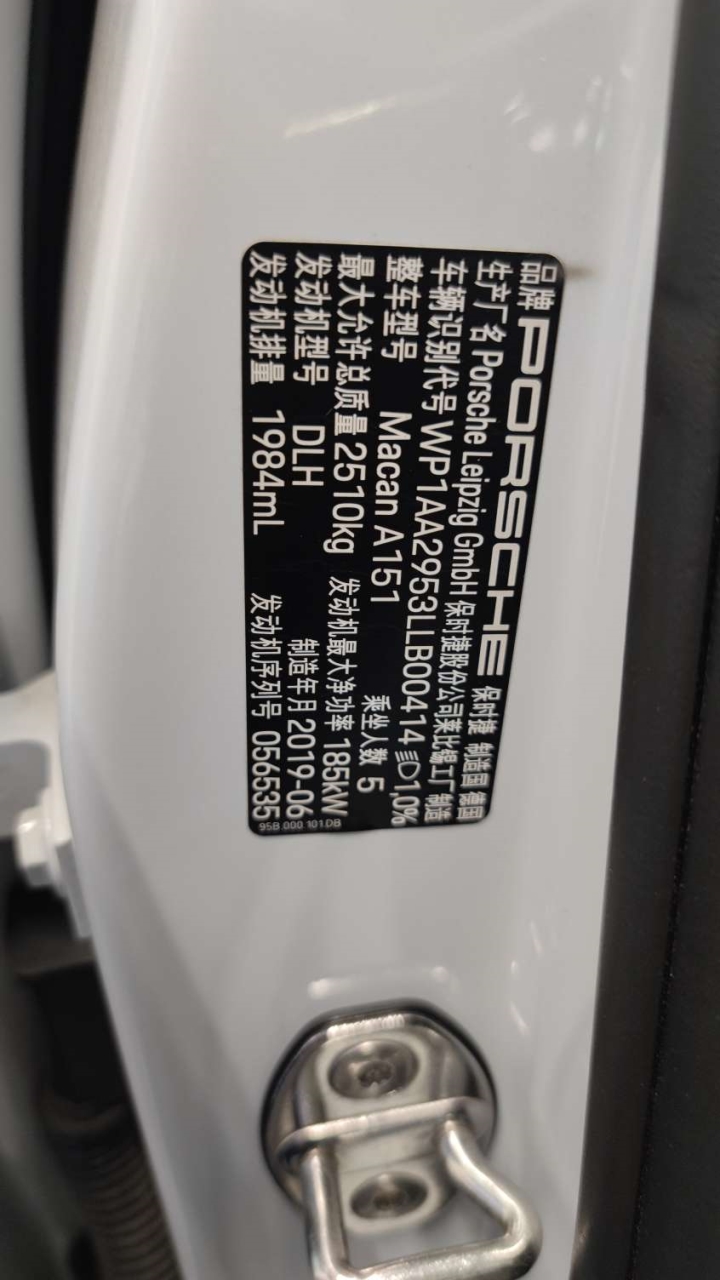 品牌 PORSCHE 保时捷 制造国 德国
生产厂名 Porsche Leipzig GmbH 保时捷股份公司莱比锡工厂 制造
车辆识别代号 WP1AA2953LLB00414 1,0%
整车型号 Macan A151 乘坐人数 5
最大允许总质量 2510kg 发动机最大净功率 185kW
发动机型号 DLH 制造年月 2019-06
发动机排量 1984mL 发动机序列号 056535
95B.000.101.DB